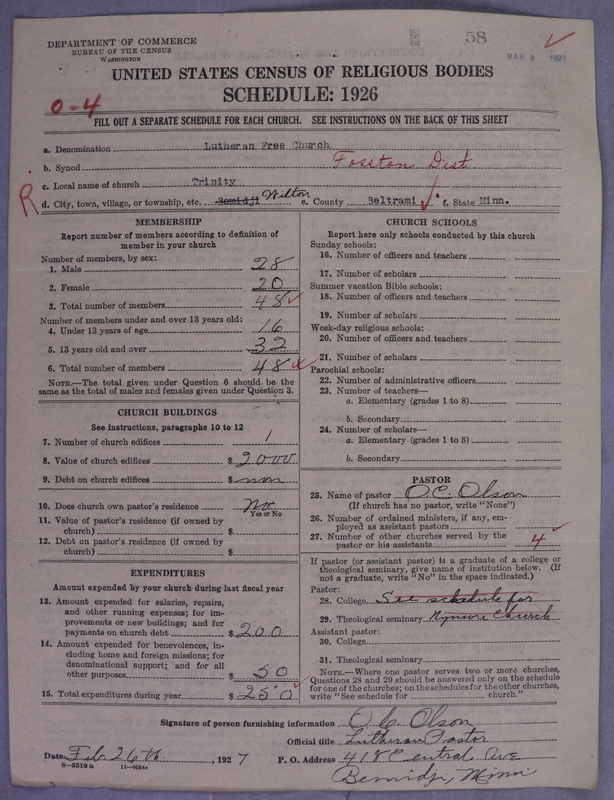 58
MAR 3 1927
DEPARTMENT OF COMMERCE
BUREAU OF THE CENSUS
WASHINGTON
UNITED STATES CENSUS OF RELIGIOUS BODIES
SCHEDULE: 1926
0-4
FILL OUT A SEPARATE SCHEDULE FOR EACH CHURCH. SEE INSTRUCTIONS ON THE BACK OF THIS SHEET
a. Denomination Lutheran Free Church
b. Synod Fosston Dist
c. Local name of church Trinity
R
d. City, town, village, or township, etc. Bemidji Wilton e. County Beltrami f. State Minn.
MEMBERSHIP
Report number of members according to definition of
member in your church
Number of members, by sex:
1. Male 28
2. Female 20
3. Total number of members 48
Number of members under and over 13 years old:
4. Under 13 years of age 16
5. 13 years old and over 32
6. Total number of members 48
NOTE.—The total given under Question 6 should be the
same as the total of males and females given under Question 3.
CHURCH BUILDINGS
See instructions, paragraphs 10 to 12
7. Number of church edifices 1
8. Value of church edifices $ 2000
9. Debt on church edifices $
10. Does church own pastor's residence No
Yes or No
11. Value of pastor's residence (if owned by
church) $
12. Debt on pastor's residence (if owned by
church) $
EXPENDITURES
Amount expended by your church during last fiscal year
13. Amount expended for salaries, repairs,
and other running expenses; for im-
provements or new buildings; and for
payments on church debt $ 200
14. Amount expended for benevolences, in-
cluding home and foreign missions; for
denominational support; and for all
other purposes $ 50
15. Total expenditures during year $ 250
CHURCH SCHOOLS
Report here only schools conducted by this church
Sunday schools:
16. Number of officers and teachers
17. Number of scholars
Summer vacation Bible schools:
18. Number of officers and teachers
19. Number of scholars
Week-day religious schools:
20. Number of officers and teachers
21. Number of scholars
Parochial schools:
22. Number of administrative officers
23. Number of teachers—
a. Elementary (grades 1 to 8)
b. Secondary
24. Number of scholars—
a. Elementary (grades 1 to 8)
b. Secondary
PASTOR
25. Name of pastor O. C. Olson
(If church has no pastor, write "None")
26. Number of ordained ministers, if any, em-
ployed as assistant pastors
27. Number of other churches served by the
pastor or his assistants 4
If pastor (or assistant pastor) is a graduate of a college or
theological seminary, give name of institution below. (If
not a graduate, write "No" in the space indicated.)
Pastor:
28. College See schedule for
29. Theological seminary Nymore Church
Assistant pastor:
30. College
31. Theological seminary
NOTE.—Where one pastor serves two or more churches,
Questions 28 and 29 should be answered only on the schedule
for one of the churches; on the schedules for the other churches,
write "See schedule for church."
Signature of person furnishing information O. C. Olson
Official title Lutheran Pastor
Date Feb 26th, 1927 P. O. Address 418 Central Ave
8—5518a 11—9054a
Bemidji, Minn